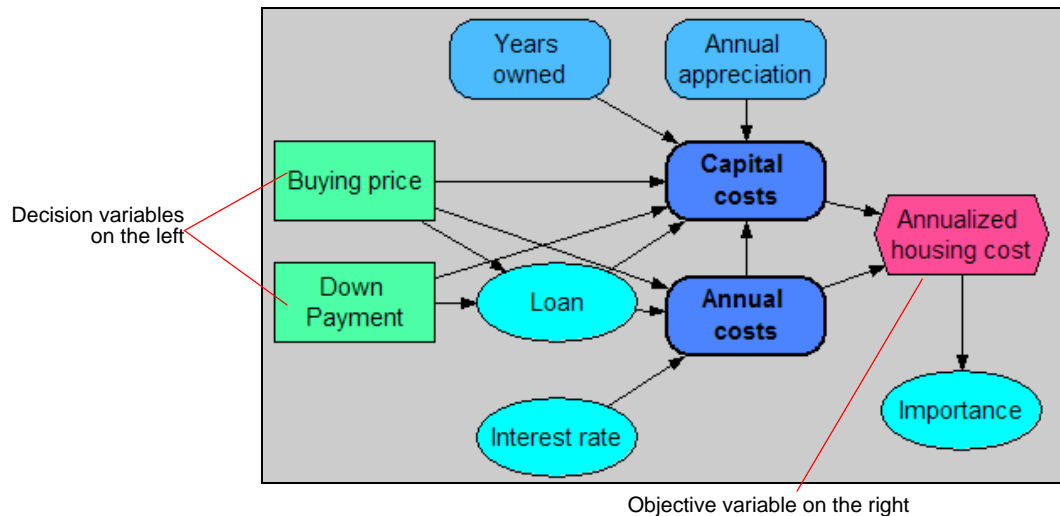 Years
owned
Annual
appreciation
Buying price
Capital
costs
Decision variables
on the left
Annualized
housing cost
Down
Payment
Loan
Annual
costs
Interest rate
Importance
Objective variable on the right